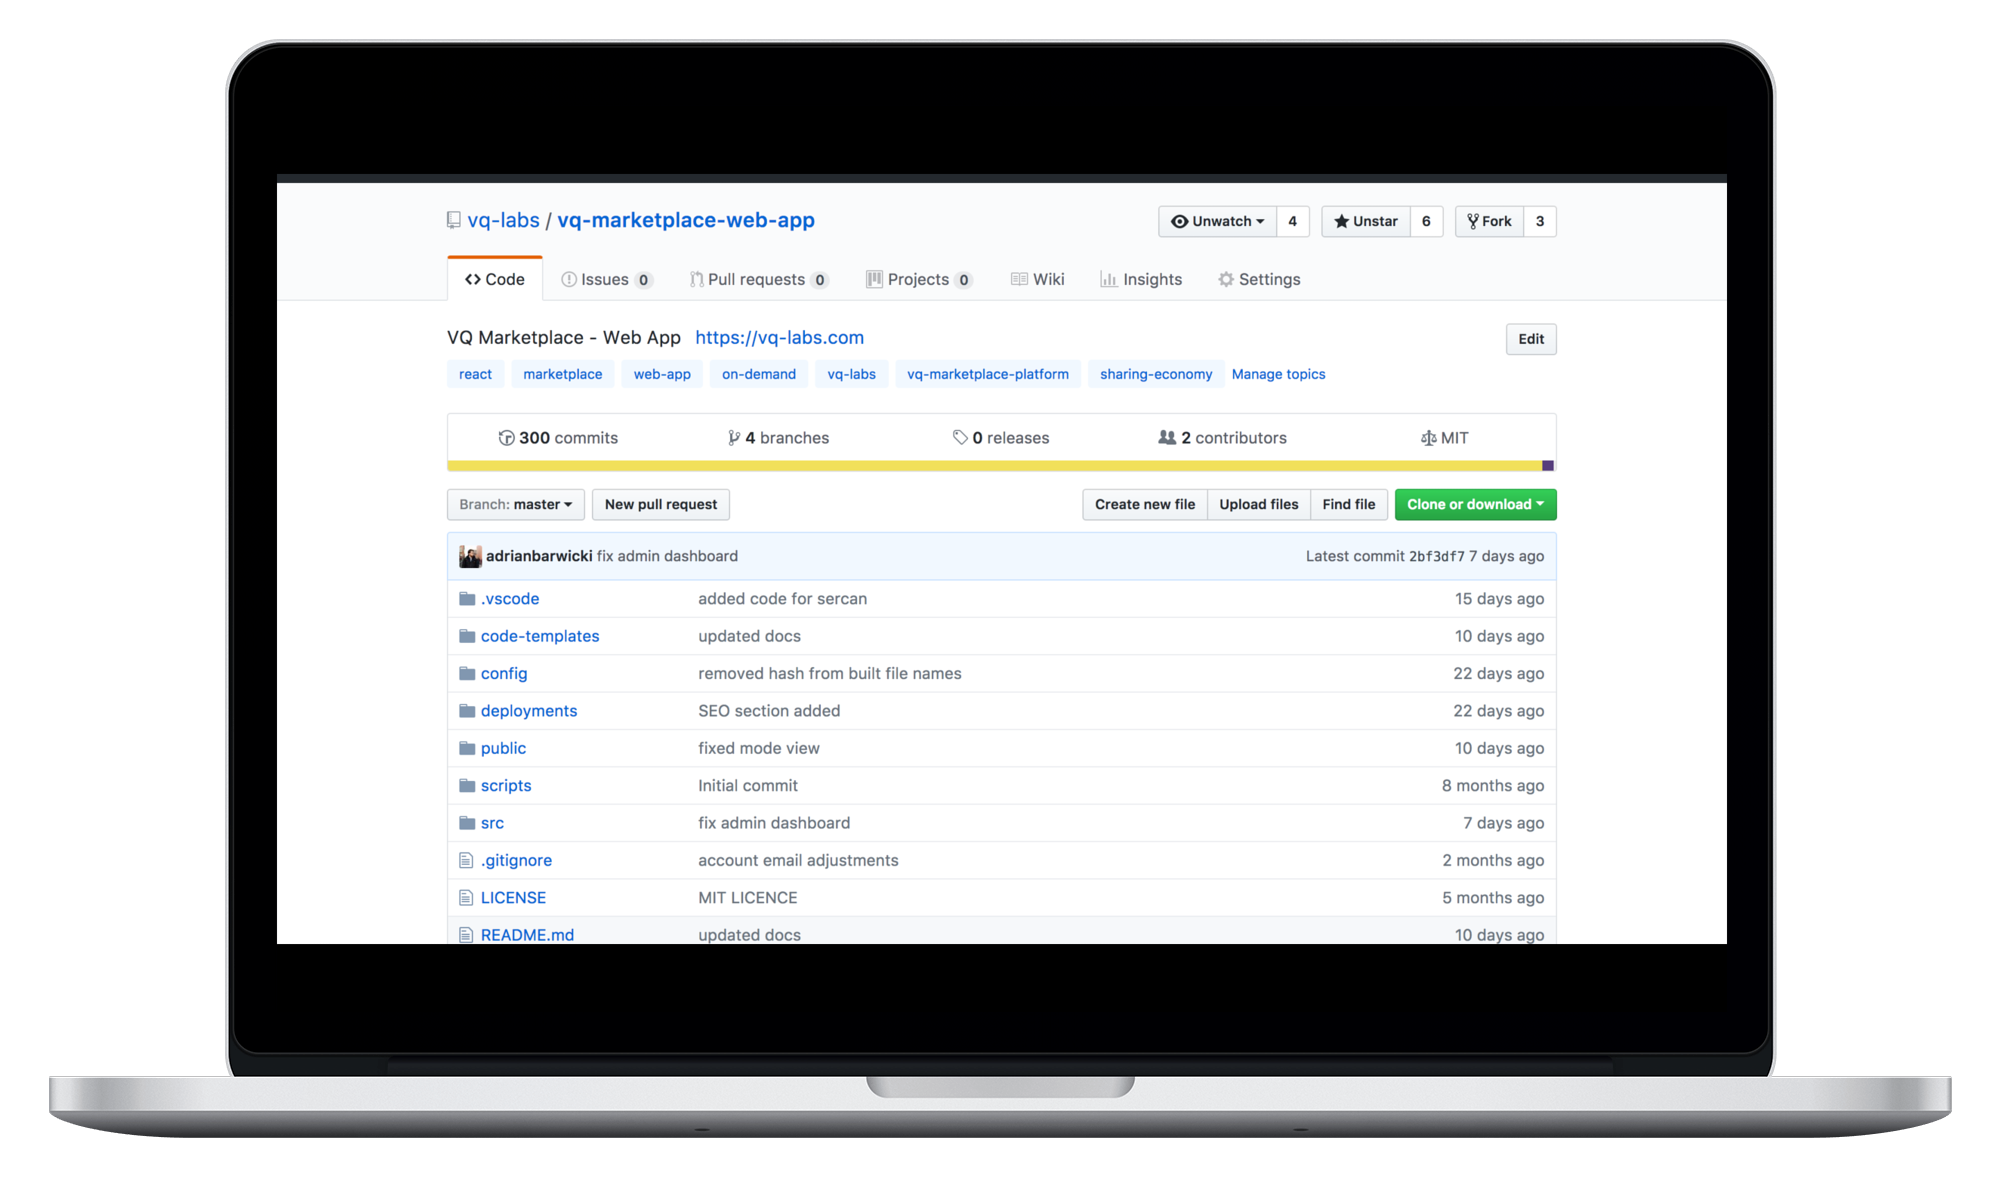 vq-labs / vq-marketplace-web-app Unwatch 4 Unstar 6 Fork 3
Code Issues 0 Pull requests 0 Projects 0 Wiki Insights Settings
VQ Marketplace - Web App https://vq-labs.com Edit
react marketplace web-app on-demand vq-labs vq-marketplace-platform sharing-economy Manage topics
300 commits 4 branches 0 releases 2 contributors MIT
Branch: master New pull request Create new file Upload files Find file Clone or download
adrianbarwicki fix admin dashboard Latest commit 2bf3df7 7 days ago
.vscode added code for sercan 15 days ago
code-templates updated docs 10 days ago
config removed hash from built file names 22 days ago
deployments SEO section added 22 days ago
public fixed mode view 10 days ago
scripts Initial commit 8 months ago
src fix admin dashboard 7 days ago
.gitignore account email adjustments 2 months ago
LICENSE MIT LICENCE 5 months ago
README.md updated docs 10 days ago